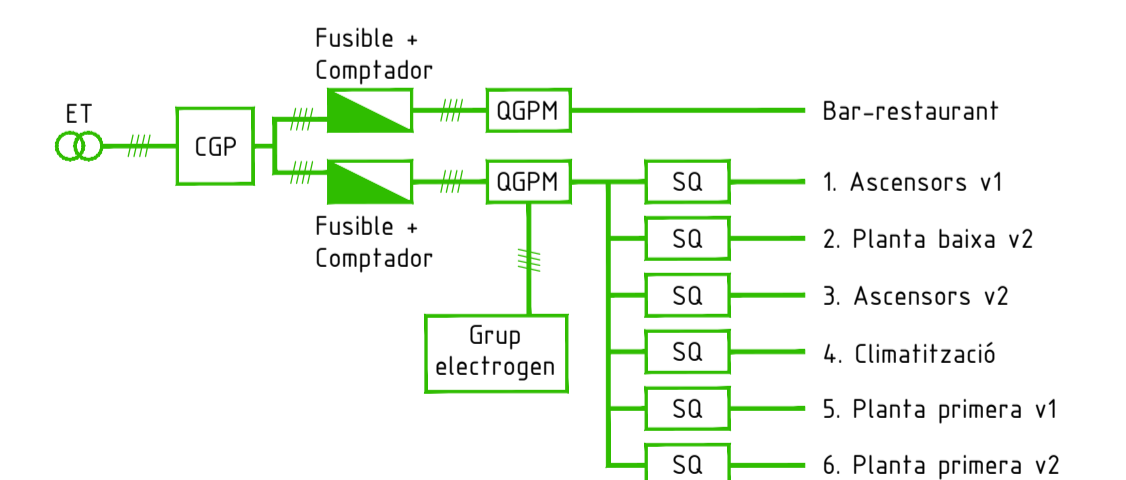 Fusible +
Comptador
ET
CGP
QGPM
Bar-restaurant
QGPM
SQ
1. Ascensors v1
Fusible +
Comptador
SQ
2. Planta baixa v2
SQ
3. Ascensors v2
Grup
electrogen
SQ
4. Climatització
SQ
5. Planta primera v1
SQ
6. Planta primera v2